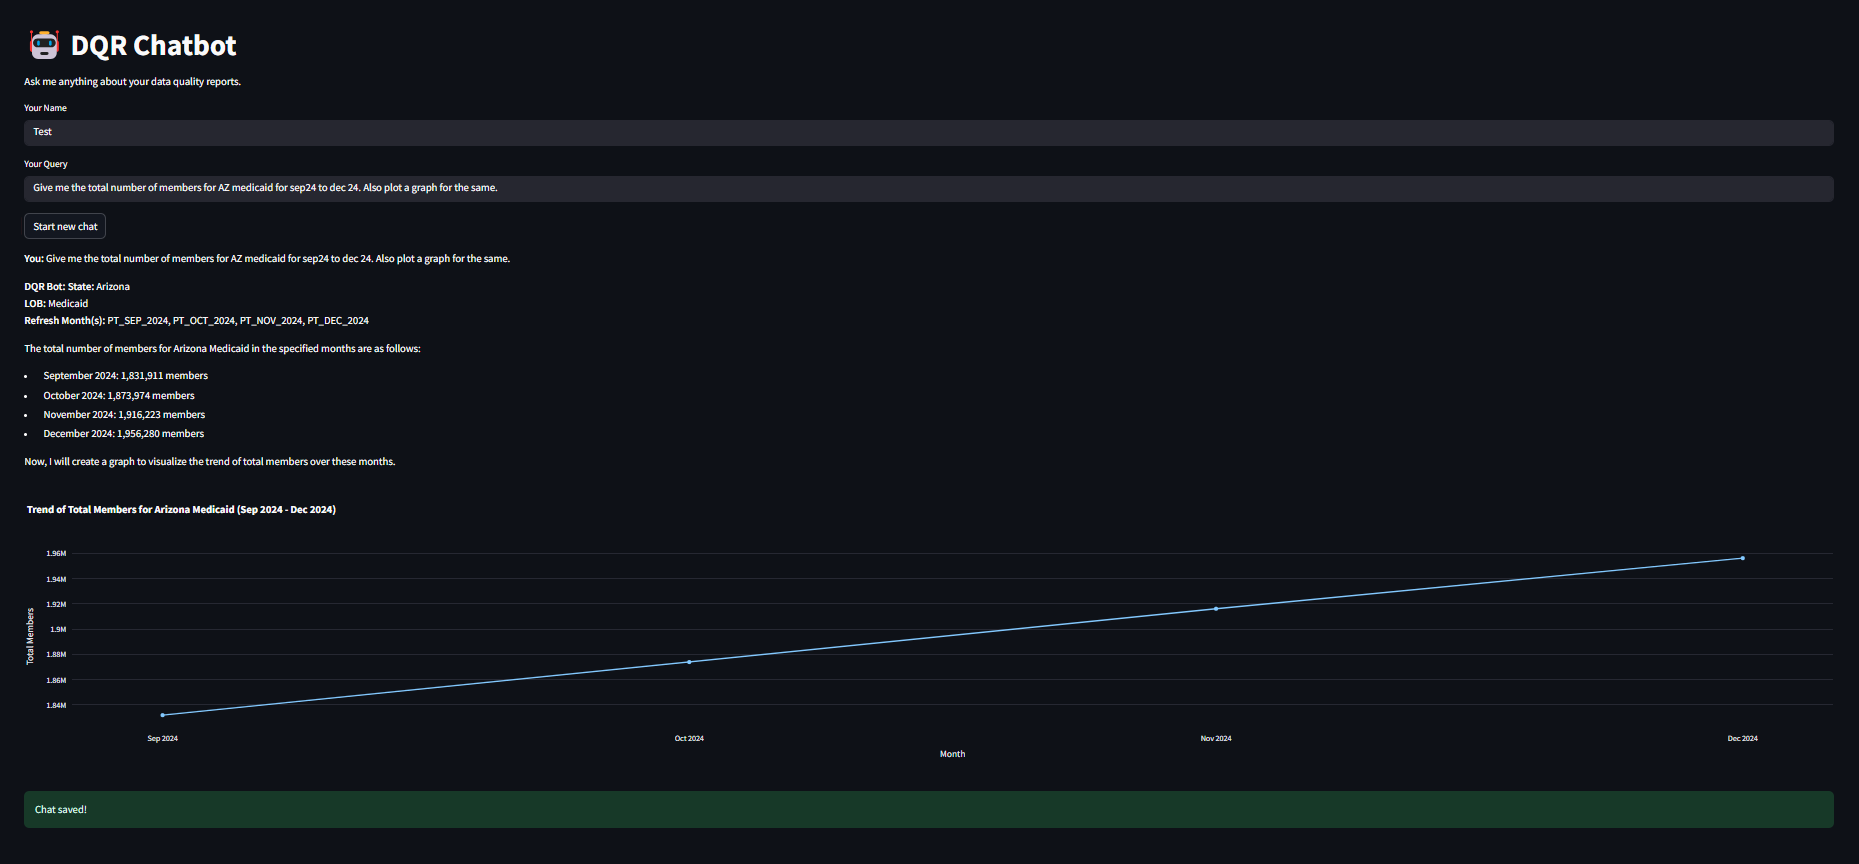 DQR Chatbot
Ask me anything about your data quality reports.
Your Name
Test
Your Query
Give me the total number of members for AZ medicaid for sep24 to dec 24. Also plot a graph for the same.
Start new chat
You: Give me the total number of members for AZ medicaid for sep24 to dec 24. Also plot a graph for the same.
DQR Bot: State: Arizona
LOB: Medicaid
Refresh Month(s): PT_SEP_2024, PT_OCT_2024, PT_NOV_2024, PT_DEC_2024
The total number of members for Arizona Medicaid in the specified months are as follows:
• September 2024: 1,831,911 members
• October 2024: 1,873,974 members
• November 2024: 1,916,223 members
• December 2024: 1,956,280 members
Now, I will create a graph to visualize the trend of total members over these months.
Trend of Total Members for Arizona Medicaid (Sep 2024 - Dec 2024)
1.96M
1.94M
1.92M
1.9M
1.88M
1.86M
1.84M
Total Members
Sep 2024 Oct 2024 Nov 2024 Dec 2024
Month
Chat saved!